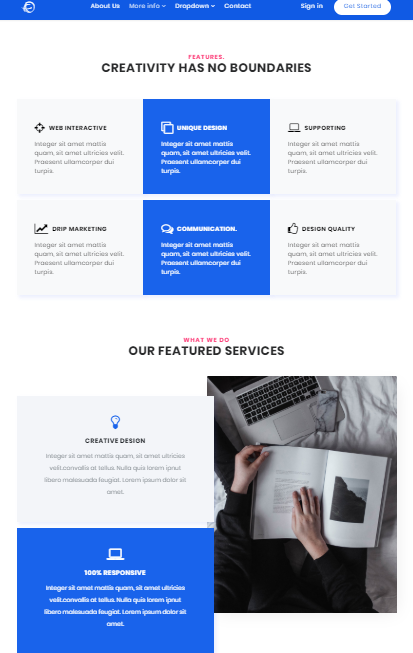 About Us More info Dropdown Contact Sign in Get Started
FEATURES.
CREATIVITY HAS NO BOUNDARIES
WEB INTERACTIVE
Integer sit amet mattis
quam, sit amet ultricies velit.
Praesent ullamcorper dui
turpis.
UNIQUE DESIGN
Integer sit amet mattis
quam, sit amet ultricies velit.
Praesent ullamcorper dui
turpis.
SUPPORTING
Integer sit amet mattis
quam, sit amet ultricies velit.
Praesent ullamcorper dui
turpis.
DRIP MARKETING
Integer sit amet mattis
quam, sit amet ultricies velit.
Praesent ullamcorper dui
turpis.
COMMUNICATION.
Integer sit amet mattis
quam, sit amet ultricies velit.
Praesent ullamcorper dui
turpis.
DESIGN QUALITY
Integer sit amet mattis
quam, sit amet ultricies velit.
Praesent ullamcorper dui
turpis.
WHAT WE DO
OUR FEATURED SERVICES
CREATIVE DESIGN
Integer sit amet mattis quam, sit amet ultricies
velit.convallis at tellus. Nulla quis lorem ipnut
libero malesuada feugiat. Lorem ipsum dolor sit
amet.
100% RESPONSIVE
Integer sit amet mattis quam, sit amet ultricies
velit.convallis at tellus. Nulla quis lorem ipnut
libero malesuada feugiat. Lorem ipsum dolor sit
amet.